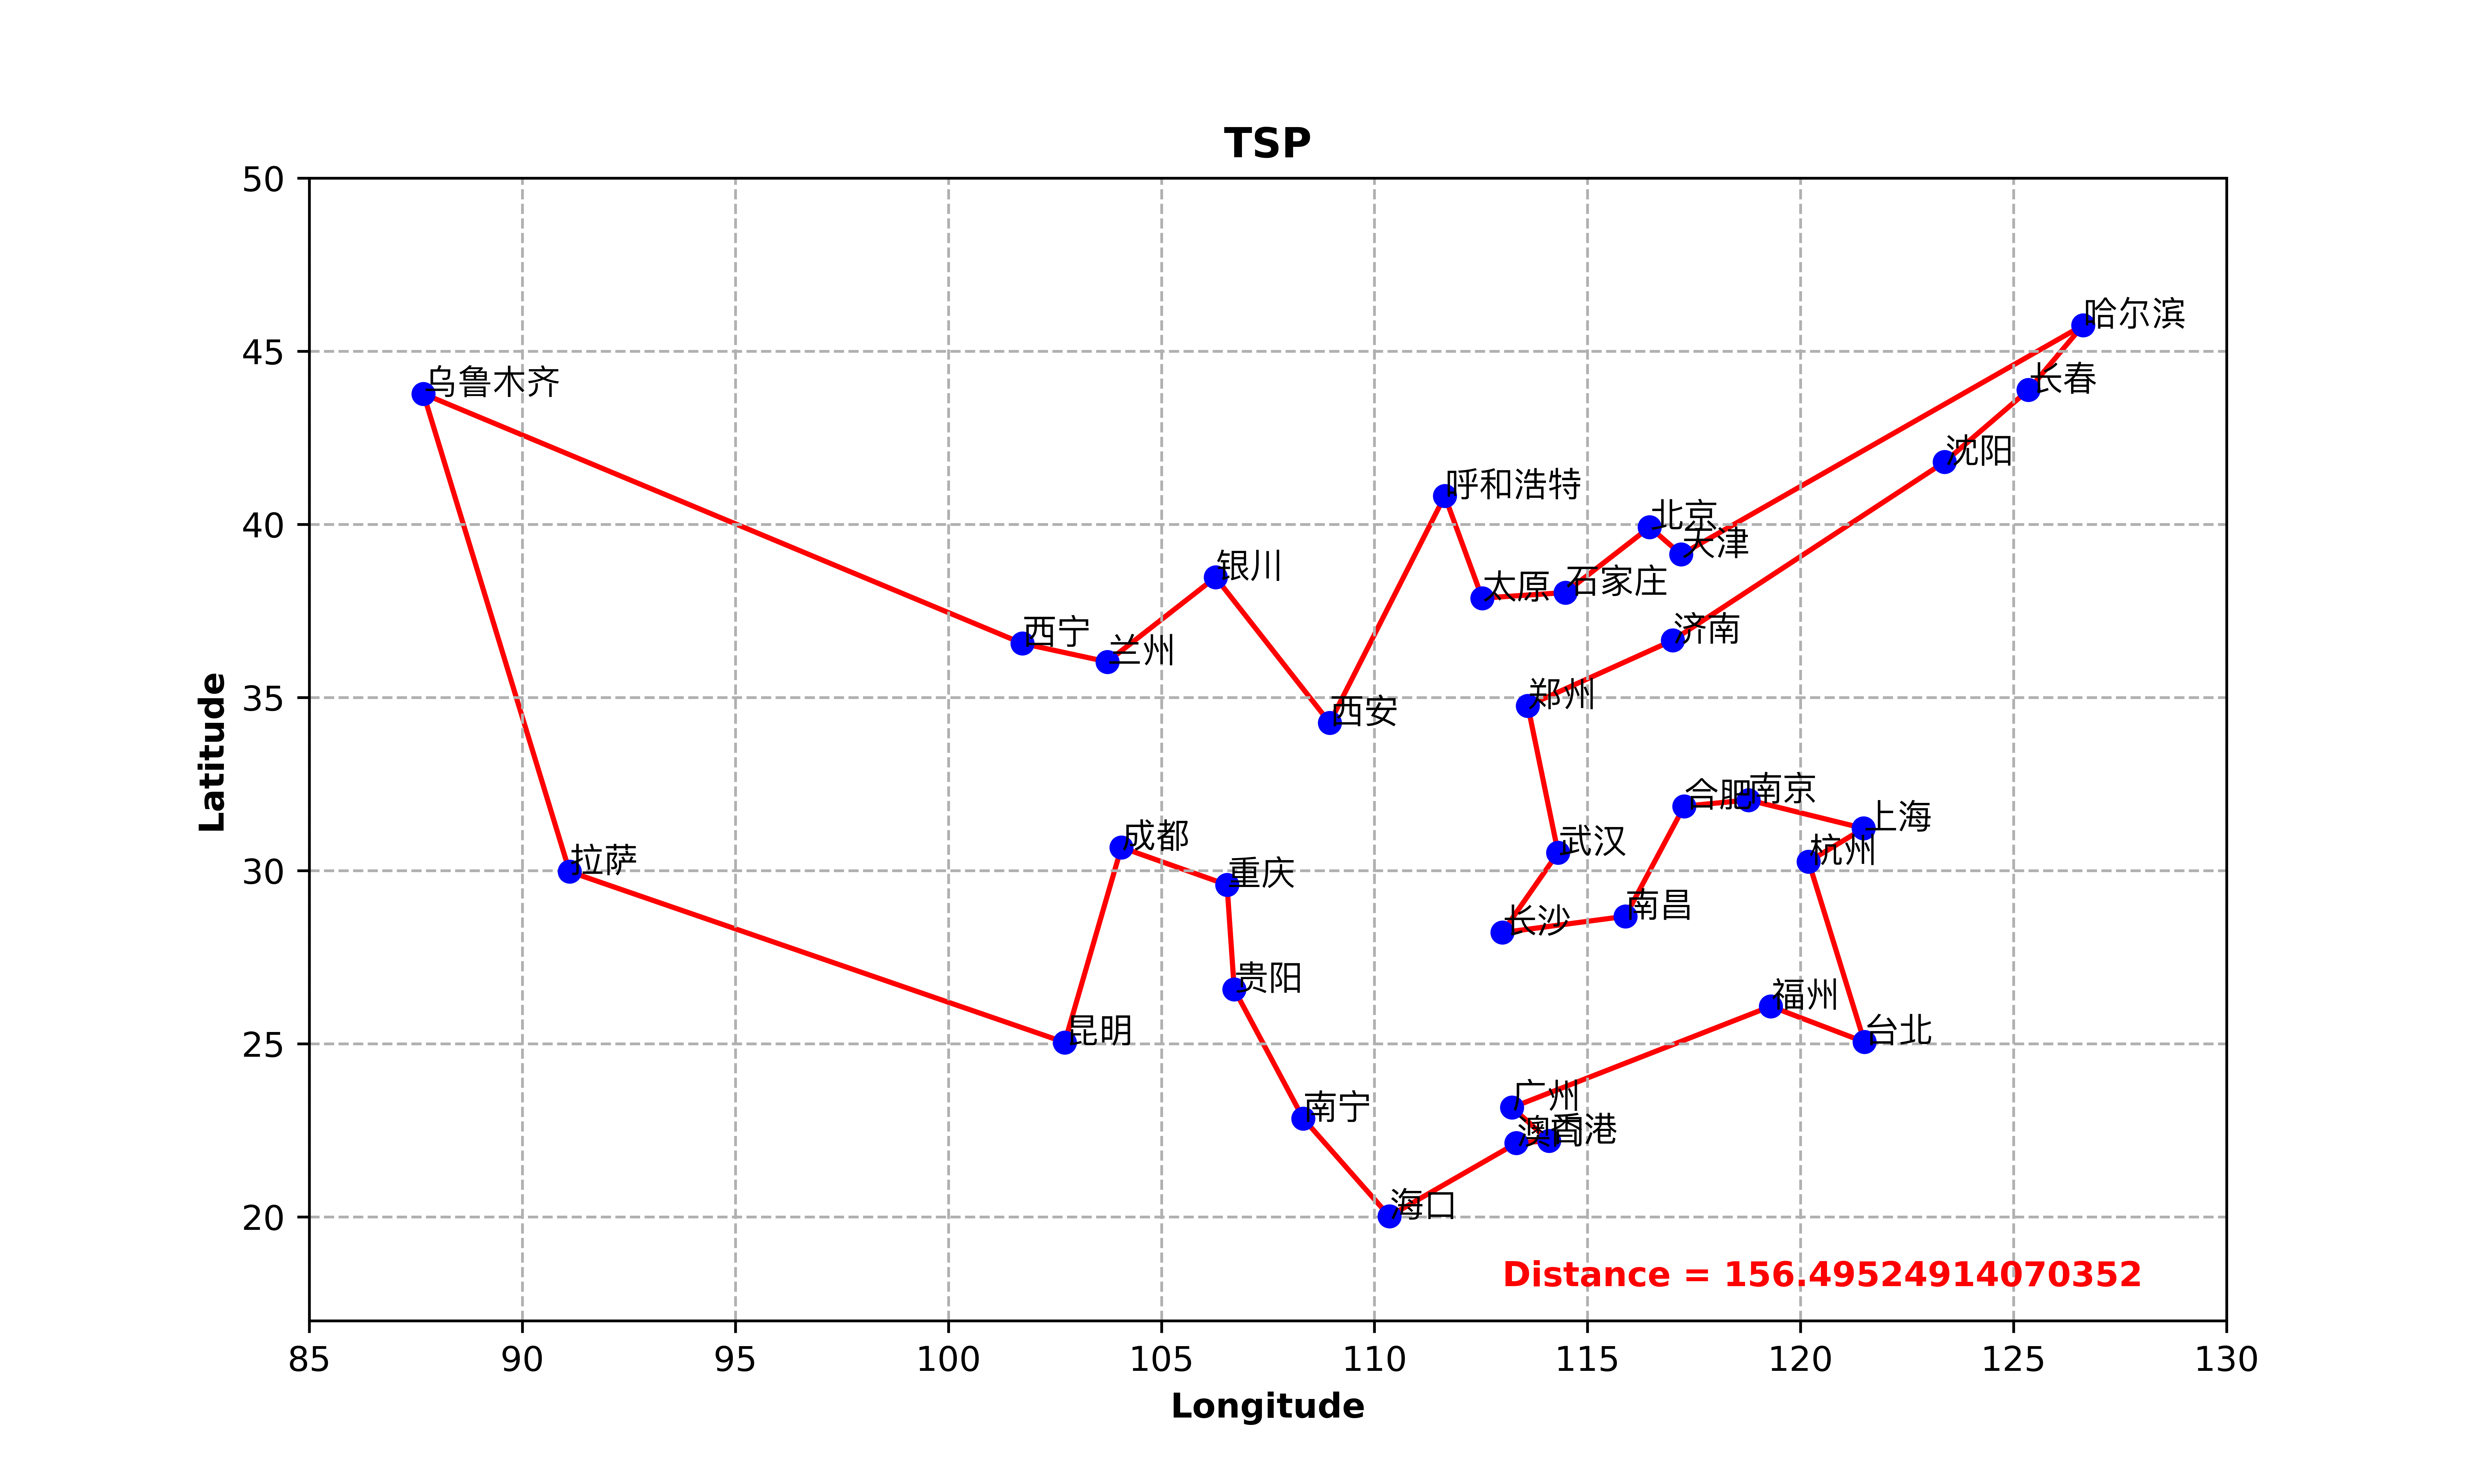 TSP
50
哈尔滨
45
长春
乌鲁木齐
沈阳
呼和浩特
40
北京
天津
银川
太原
石家庄
西宁
兰州
济南
Latitude
35
郑州
西安
合肥
南京
上海
武汉
杭州
成都
30
拉萨
重庆
南昌
长沙
贵阳
福州
25
昆明
台北
广州
南宁
澳门
香港
20
海口
Distance = 156.49524914070352
85 90 95 100 105 110 115 120 125 130
Longitude